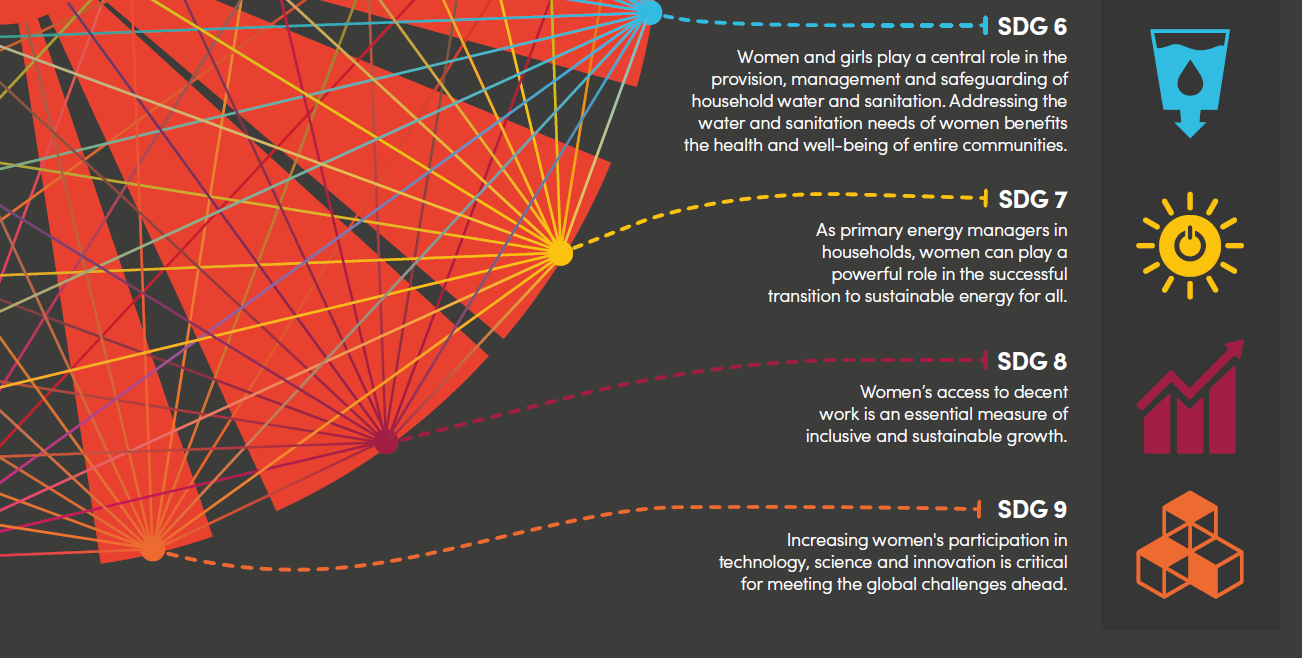 SDG 6
Women and girls play a central role in the
provision, management and safeguarding of
household water and sanitation. Addressing the
water and sanitation needs of women benefits
the health and well-being of entire communities.
SDG 7
As primary energy managers in
households, women can play a
powerful role in the successful
transition to sustainable energy for all.
SDG 8
Women’s access to decent
work is an essential measure of
inclusive and sustainable growth.
SDG 9
Increasing women's participation in
technology, science and innovation is critical
for meeting the global challenges ahead.